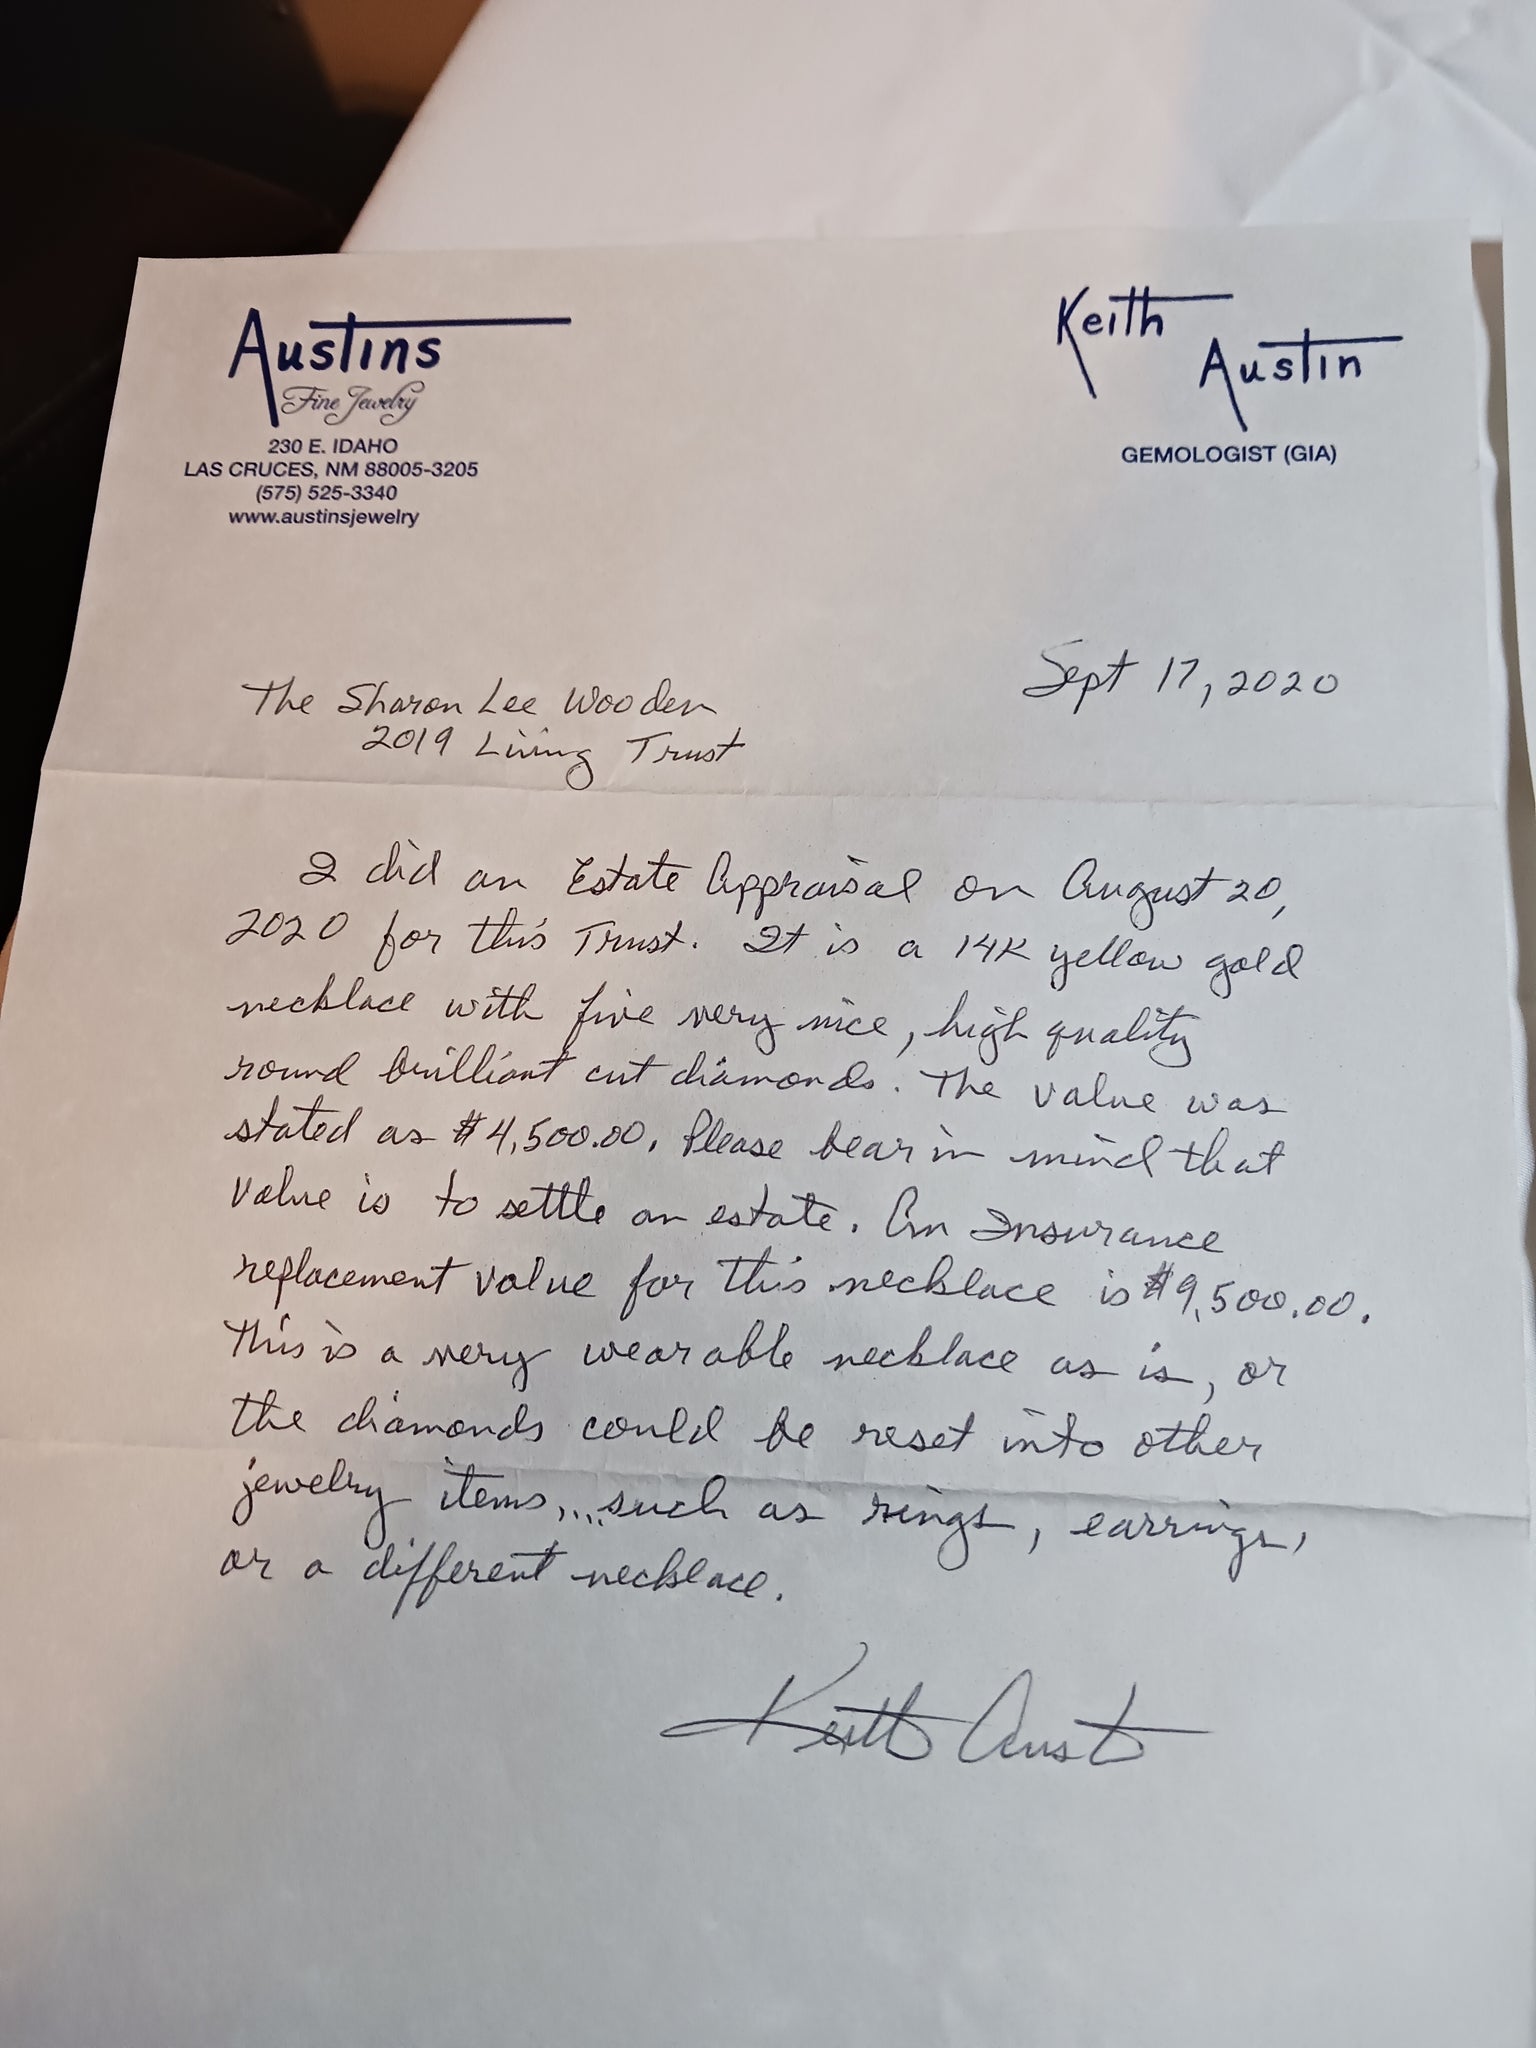 Austins
Fine Jewelry
230 E. IDAHO
LAS CRUCES, NM 88005-3205
(575) 525-3340
www.austinsjewelry
Keith
Austin
GEMOLOGIST (GIA)
Sept 17, 2020
The Sharon Lee Wooden
2019 Living Trust
I did an Estate Appraisal on August 20,
2020 for this Trust. It is a 14K yellow gold
necklace with five very nice, high quality
round brilliant cut diamonds. The value was
stated as $4,500.00. Please bear in mind that
value is to settle an estate. An Insurance
replacement value for this necklace is $9,500.00.
This is a very wearable necklace as is, or
the diamonds could be reset into other
jewelry items,...such as rings, earrings,
or a different necklace.
Keith Austin